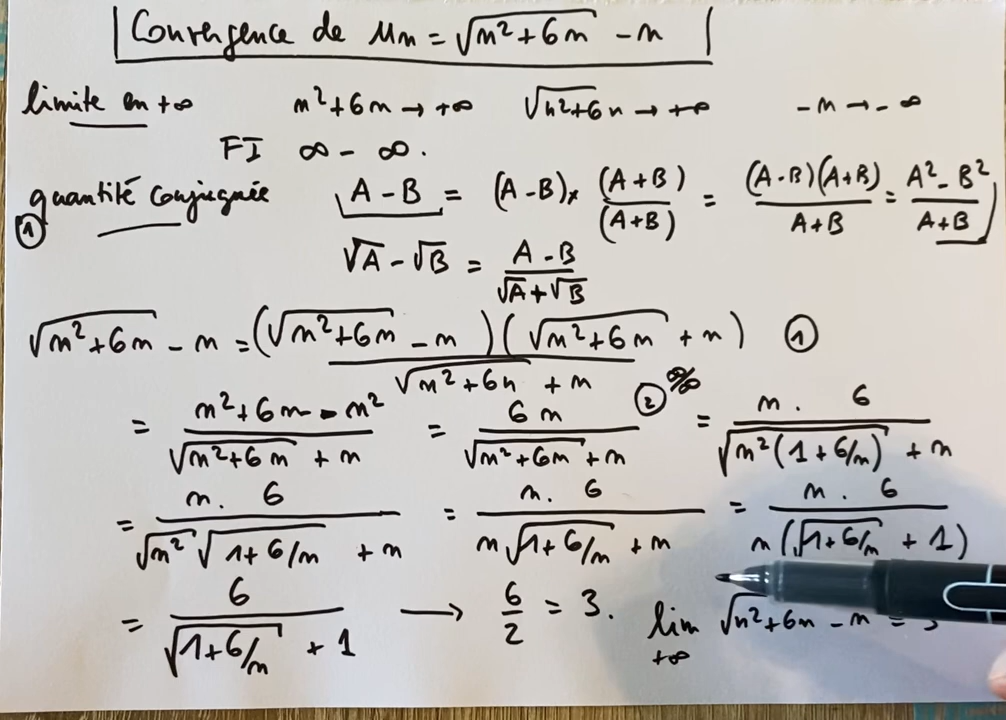 Convergence de un = √(n²+6n) - n
limite en +∞ n²+6n → +∞ √(n²+6n) → +∞ -n → -∞
FI ∞ - ∞.
quantité conjuguée A - B = (A-B)× (A+B)/(A+B) = (A-B)(A+B)/(A+B) = (A²-B²)/(A+B)
① √A - √B = (A-B)/(√A+√B)
√(n²+6n) - n = (√(n²+6n) - n)(√(n²+6n) + n)/(√(n²+6n) + n) ①
= (n²+6n-n²)/(√(n²+6n) + n) = 6n/(√(n²+6n) + n) ② ∞/∞ = n. 6/(√(n²(1+6/n)) + n)
= n. 6/(√n² √(1+6/n) + n) = n. 6/(n√(1+6/n) + n) = n. 6/(n(√(1+6/n) + 1))
= 6/(√(1+6/n) + 1) → 6/2 = 3. lim +∞ √(n²+6n) - n =